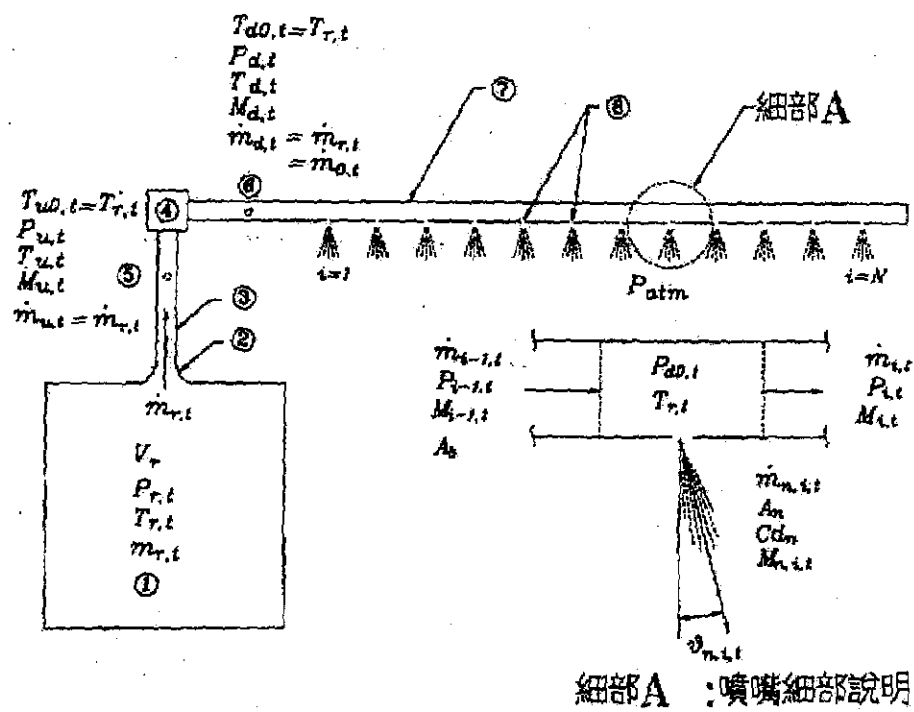 T_{d0,t}=T_{r,t}
P_{d,t}
T_{d,t}
M_{d,t}
ṁ_{d,t} = ṁ_{r,t}
= ṁ_{0,t}
⑥
⑦
⑧
細部A
T_{u0,t}=T_{r,t}
P_{u,t}
T_{u,t}
M_{u,t}
ṁ_{u,t}=ṁ_{r,t}
④
⑤
③
②
ṁ_{r,t}
V_r
P_{r,t}
T_{r,t}
m_{r,t}
①
i=1
P_{atm}
i=N
ṁ_{i-1,t}
P_{i-1,t}
M_{i-1,t}
P_{d0,t}
T_{r,t}
ṁ_{i,t}
P_{i,t}
M_{i,t}
ṁ_{n,i,t}
A_n
Cd_n
M_{n,i,t}
ϑ_{n,i,t}
細部A :噴嘴細部說明